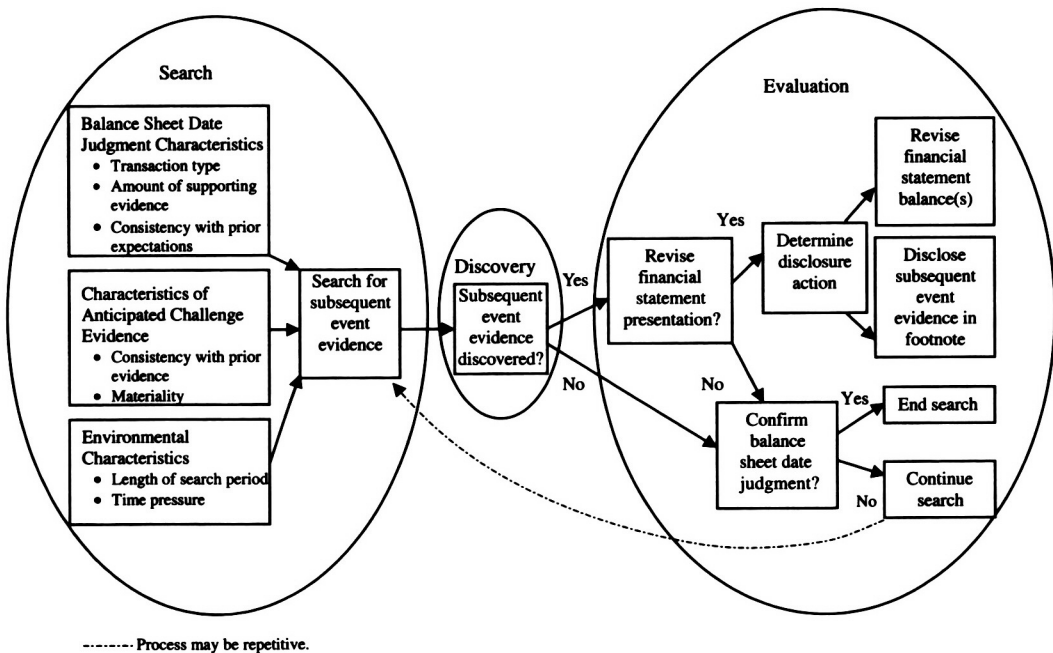 Search
Balance Sheet Date
Judgment Characteristics
• Transaction type
• Amount of supporting
evidence
• Consistency with prior
expectations
Characteristics of
Anticipated Challenge
Evidence
• Consistency with prior
evidence
• Materiality
Environmental
Characteristics
• Length of search period
• Time pressure
Search for
subsequent
event
evidence
Discovery
Subsequent
event
evidence
discovered?
Yes
No
Evaluation
Revise
financial
statement
presentation?
Yes
No
Determine
disclosure
action
Revise
financial
statement
balance(s)
Disclose
subsequent
event
evidence in
footnote
Confirm
balance
sheet date
judgment?
Yes
No
End search
Continue
search
Process may be repetitive.